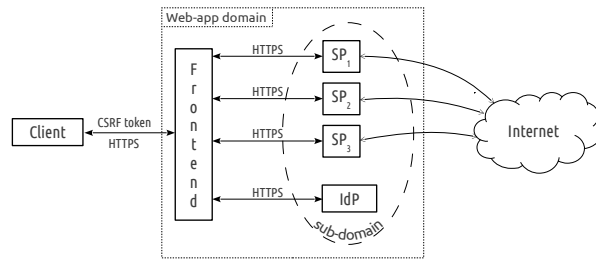 Web-app domain
HTTPS
SP1
HTTPS
SP2
CSRF token
Client
HTTPS
Frontend
HTTPS
SP3
Internet
HTTPS
IdP
sub-domain